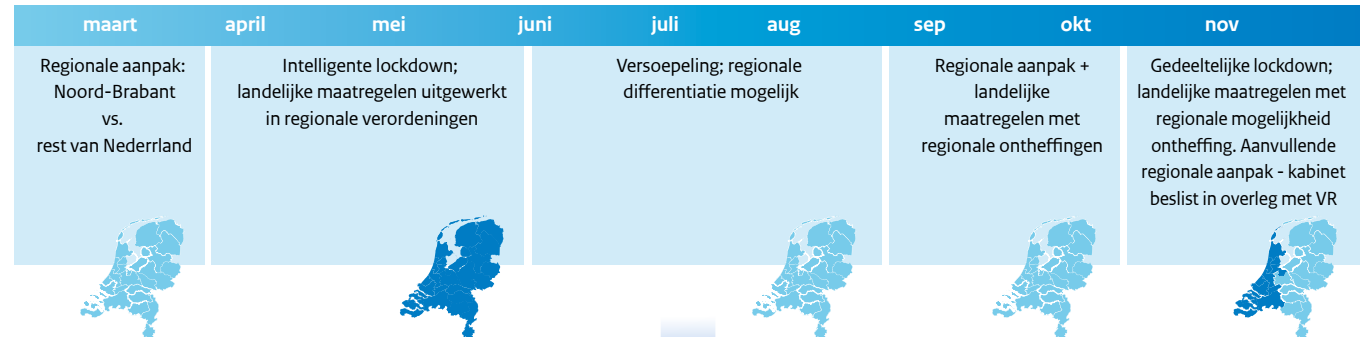 maart april mei juni juli aug sep okt nov
Regionale aanpak:
Noord-Brabant
vs.
rest van Nederrland
Intelligente lockdown;
landelijke maatregelen uitgewerkt
in regionale verordeningen
Versoepeling; regionale
differentiatie mogelijk
Regionale aanpak +
landelijke
maatregelen met
regionale ontheffingen
Gedeeltelijke lockdown;
landelijke maatregelen met
regionale mogelijkheid
ontheffing. Aanvullende
regionale aanpak - kabinet
beslist in overleg met VR